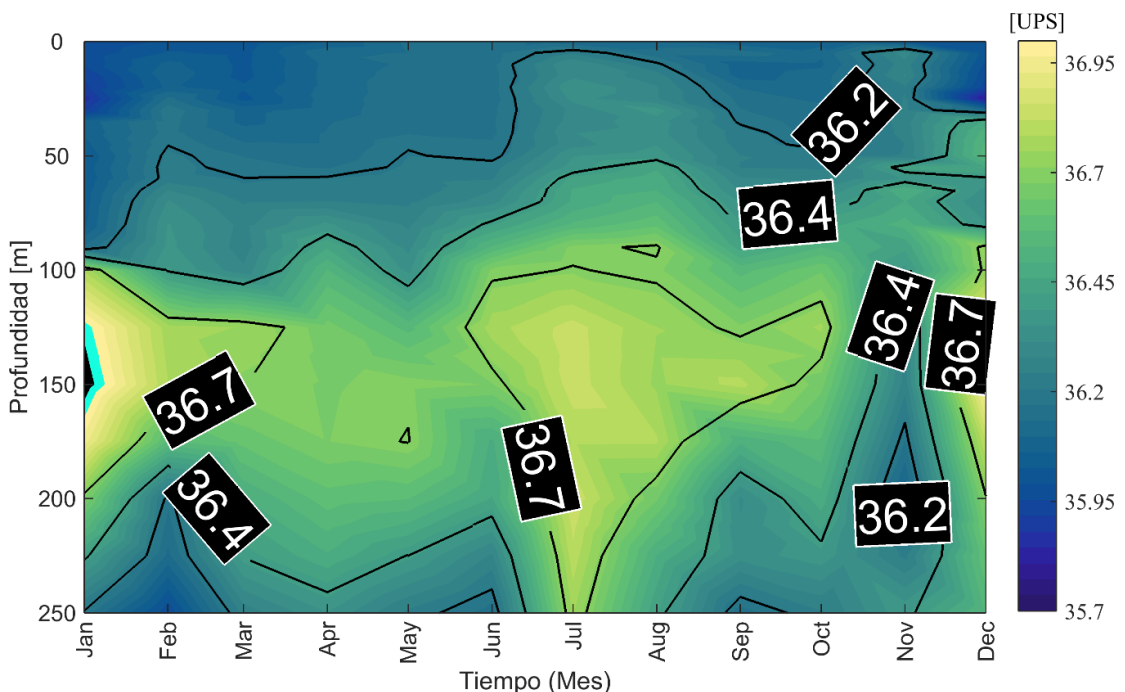 [UPS]
0
50
100
150
200
250
Profundidad [m]
36.2
36.4
36.4
36.7
36.7
36.7
36.4
36.2
Jan
Feb
Mar
Apr
May
Jun
Jul
Aug
Sep
Oct
Nov
Dec
Tiempo (Mes)
36.95
36.7
36.45
36.2
35.95
35.7